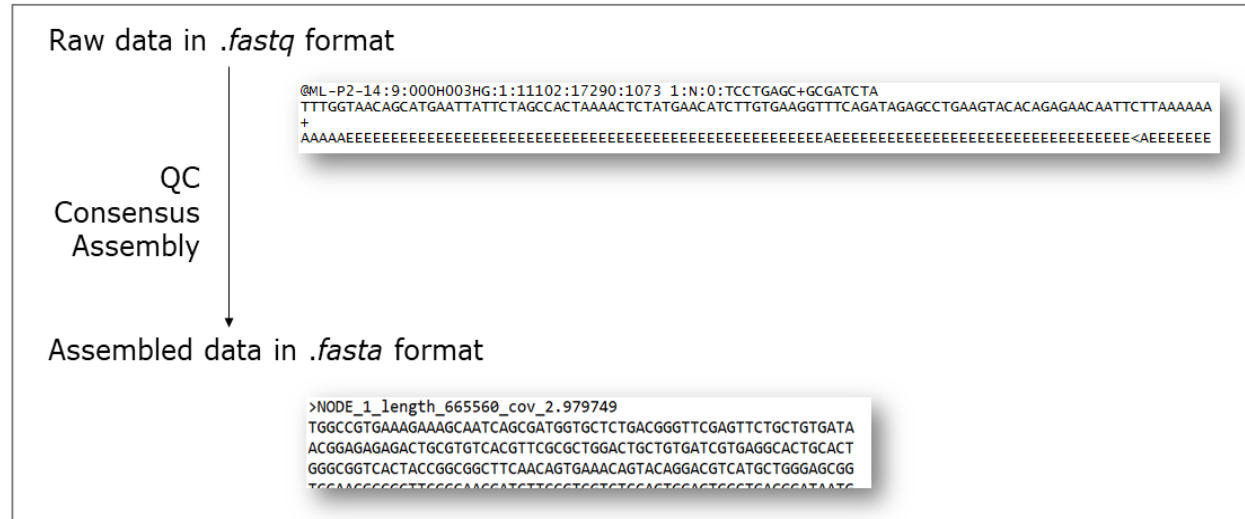 Raw data in .fastq format
@ML-P2-14:9:000H003HG:1:11102:17290:1073 1:N:0:TCCTGAGC+GCGATCTA
TTTGGTAACAGCATGAATTATTCTAGCCACTAAAACTCTATGAACATCTTGTGAAGGTTTCAGATAGAGCCTGAAGTACACAGAGAACAATTCTTAAAAAA
+
AAAAAEEEEEEEEEEEEEEEEEEEEEEEEEEEEEEEEEEEEEEEEEEEEEEEEEEEEEAEEEEEEEEEEEEEEEEEEEEEEEEEEEEEEEEE<AEEEEEEE
QC
Consensus
Assembly
Assembled data in .fasta format
>NODE_1_length_665560_cov_2.979749
TGGCCGTGAAAGAAAGCAATCAGCGATGGTGCTCTGACGGGTTCGAGTTCTGCTGTGATA
ACGGAGAGAGACTGCGTGTCACGTTCGCGCTGGACTGCTGTGATCGTGAGGCACTGCACT
GGGCGGTCACTACCGGCGGCTTCAACAGTGAAACAGTACAGGACGTCATGCTGGGAGCGG